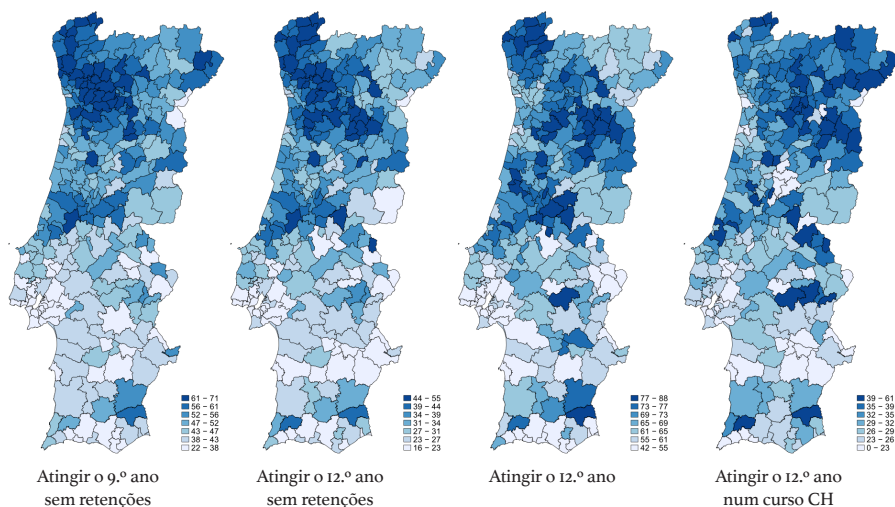 61 – 71
56 – 61
52 – 56
47 – 52
43 – 47
38 – 43
22 – 38
Atingir o 9.º ano
sem retenções
44 – 55
39 – 44
34 – 39
31 – 34
27 – 31
23 – 27
16 – 23
Atingir o 12.º ano
sem retenções
77 – 88
73 – 77
69 – 73
65 – 69
61 – 65
55 – 61
42 – 55
Atingir o 12.º ano
39 – 61
35 – 39
32 – 35
29 – 32
26 – 29
23 – 26
0 – 23
Atingir o 12.º ano
num curso CH